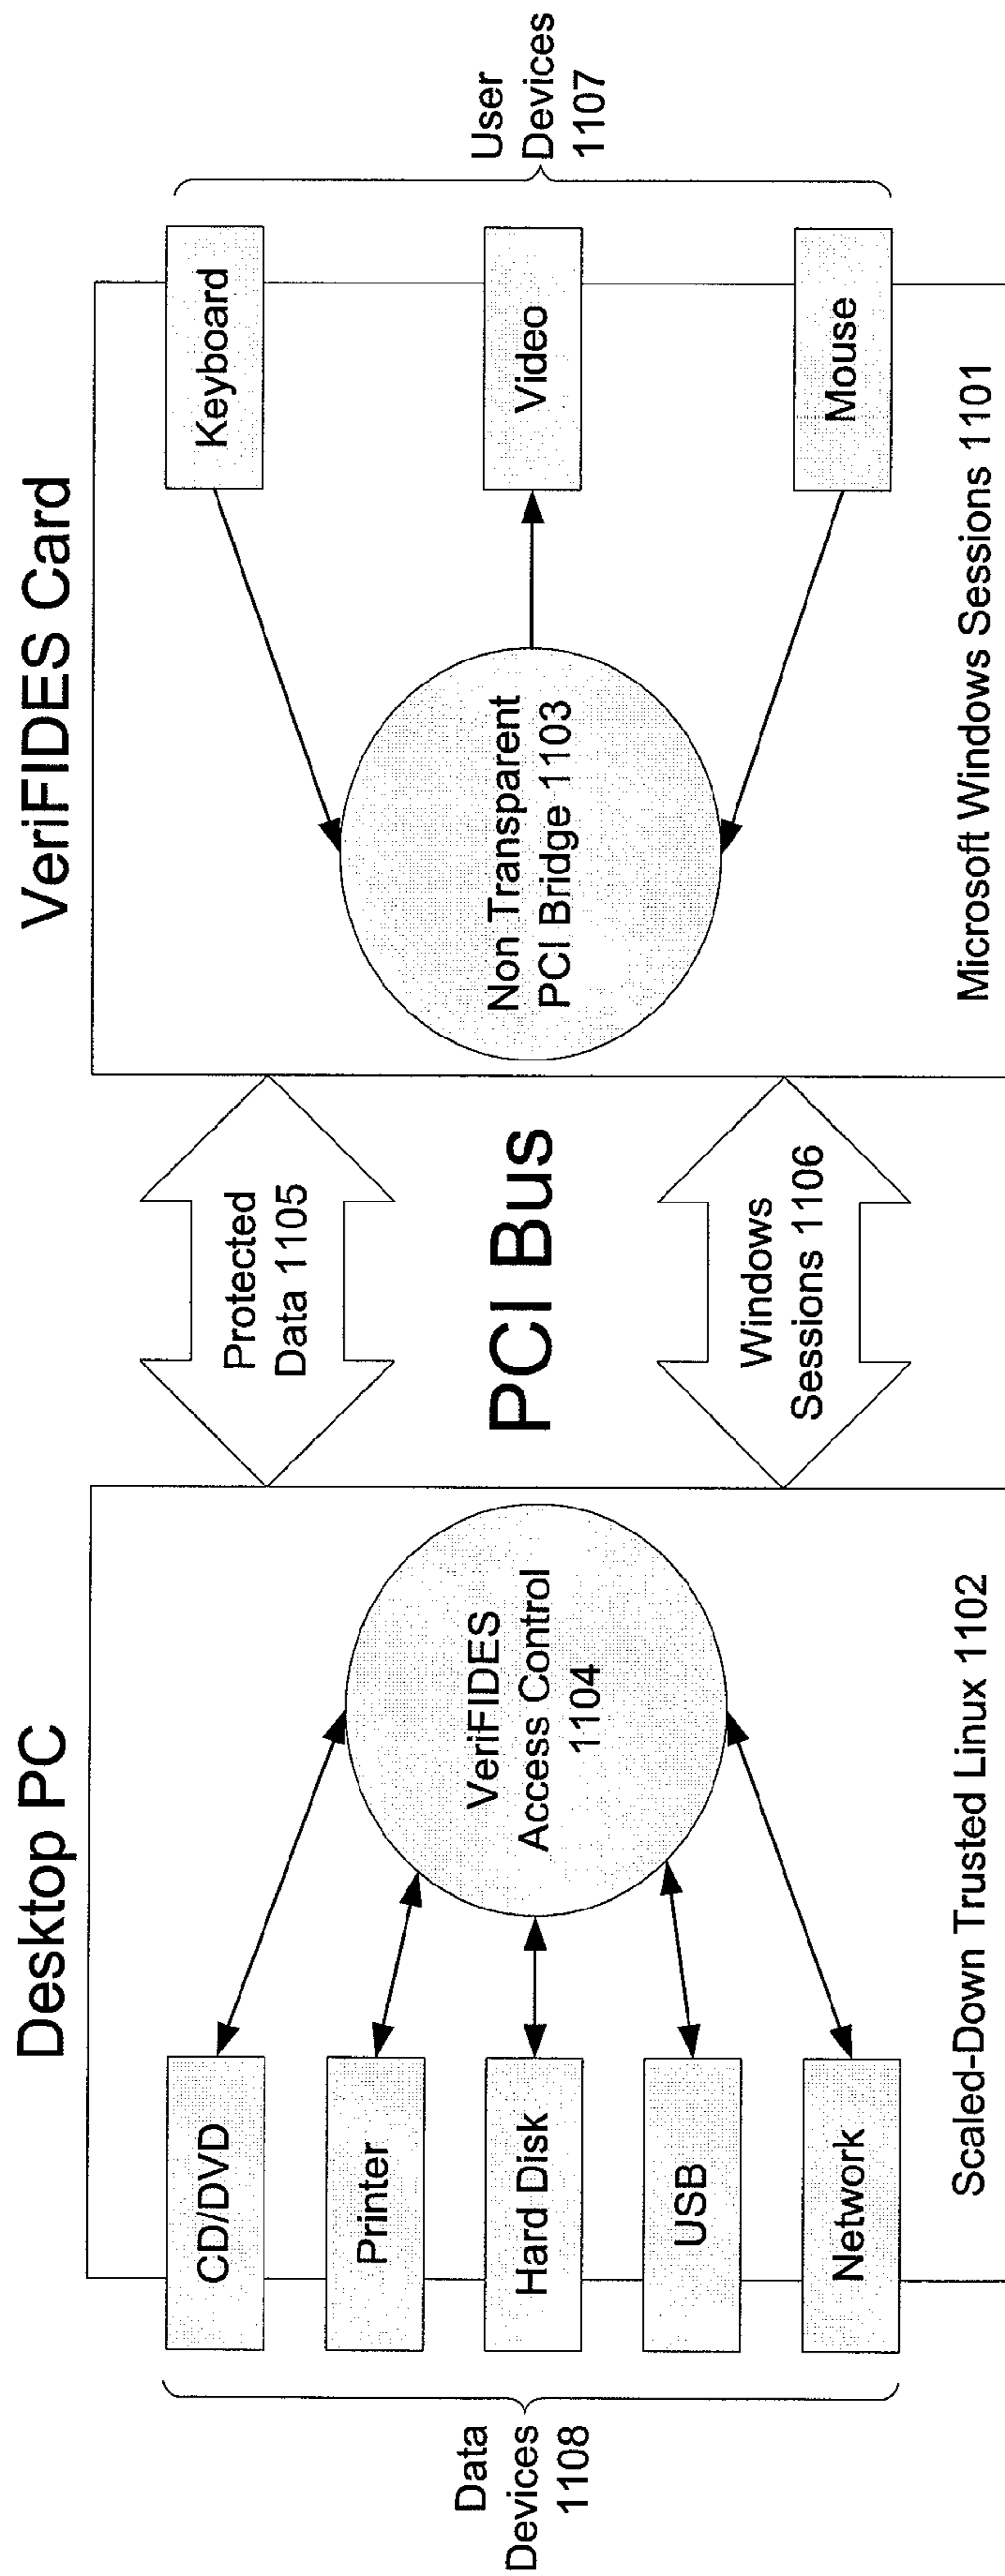 Desktop PC
VeriFIDES Card
Data
Devices
1108
CD/DVD
Printer
Hard Disk
USB
Network
VeriFIDES
Access Control
1104
Scaled-Down Trusted Linux 1102
Protected
Data 1105
PCI Bus
Windows
Sessions 1106
Non Transparent
PCI Bridge 1103
Keyboard
Video
Mouse
Microsoft Windows Sessions 1101
User
Devices
1107